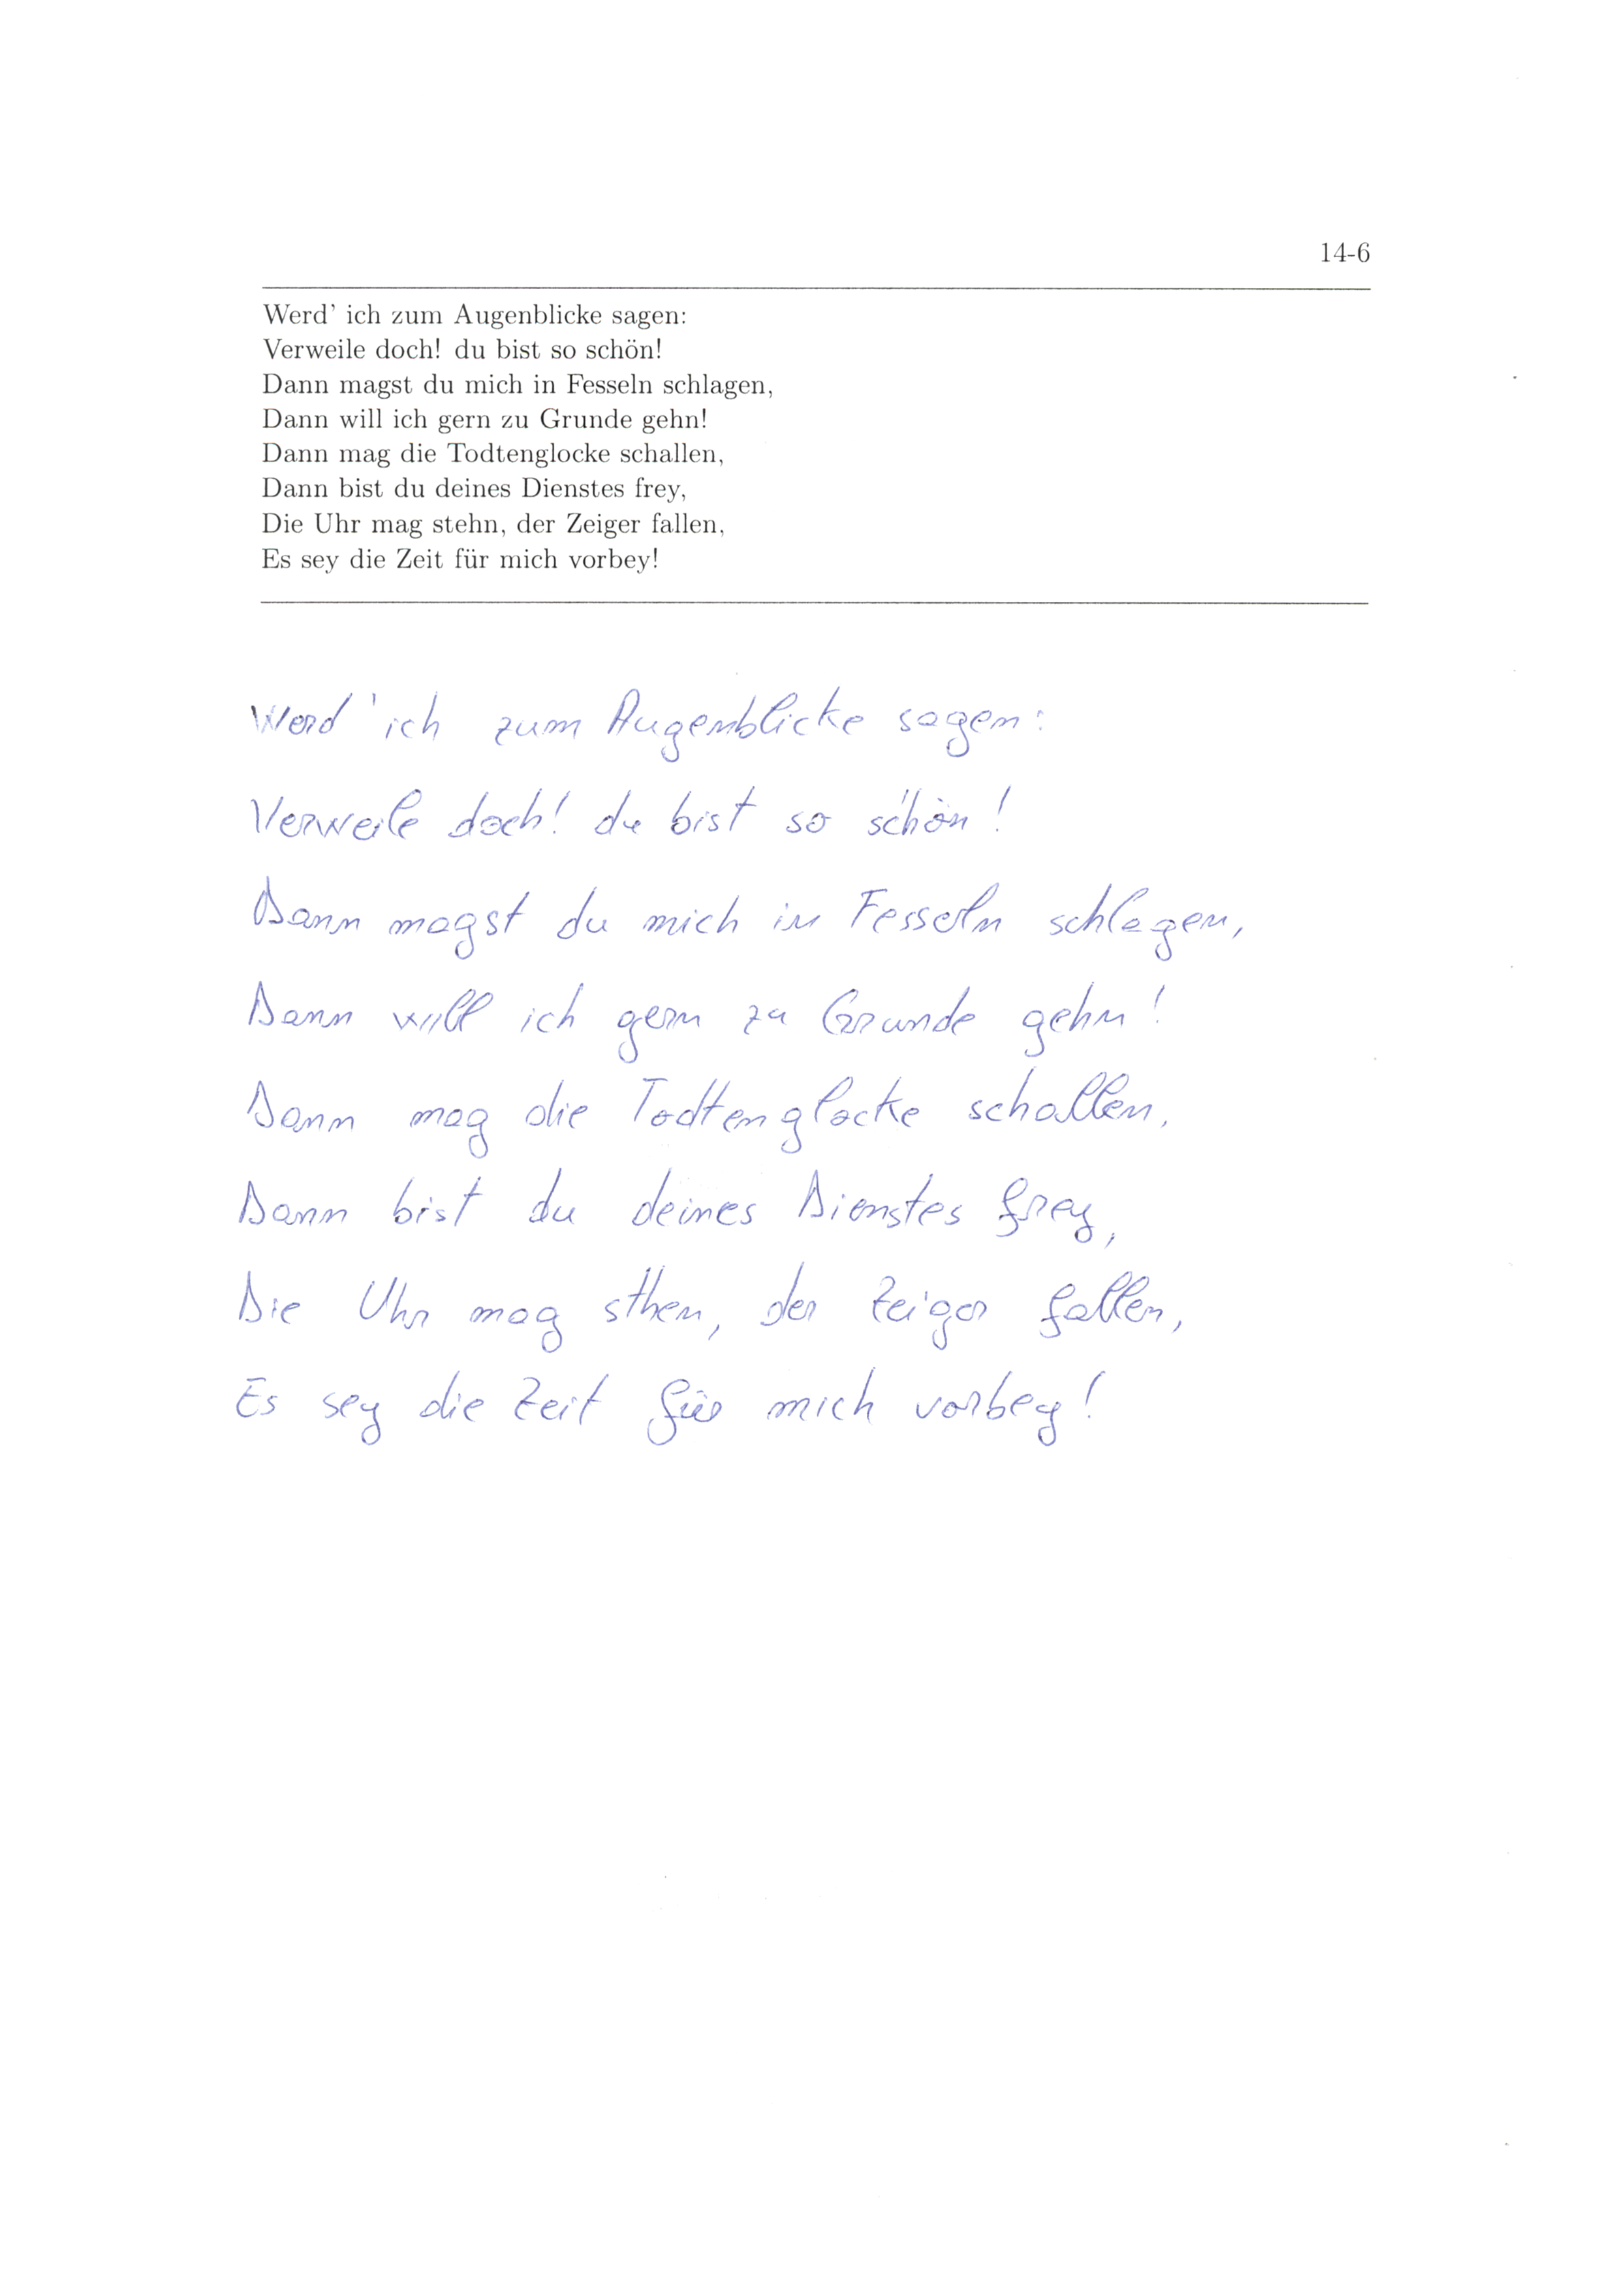 14-6
Werd' ich zum Augenblicke sagen:
Verweile doch! du bist so schön!
Dann magst du mich in Fesseln schlagen,
Dann will ich gern zu Grunde gehn!
Dann mag die Todtenglocke schallen,
Dann bist du deines Dienstes frey,
Die Uhr mag stehn, der Zeiger fallen,
Es sey die Zeit für mich vorbey!
Werd' ich zum Augenblicke sagen:
Verweile doch! du bist so schön!
Dann magst du mich in Fesseln schlagen,
Dann will ich gern zu Grunde gehn!
Dann mag die Todtenglocke schallen,
Dann bist du deines Dienstes frey,
Die Uhr mag sthen, der Zeiger fallen,
Es sey die Zeit für mich vorbey!